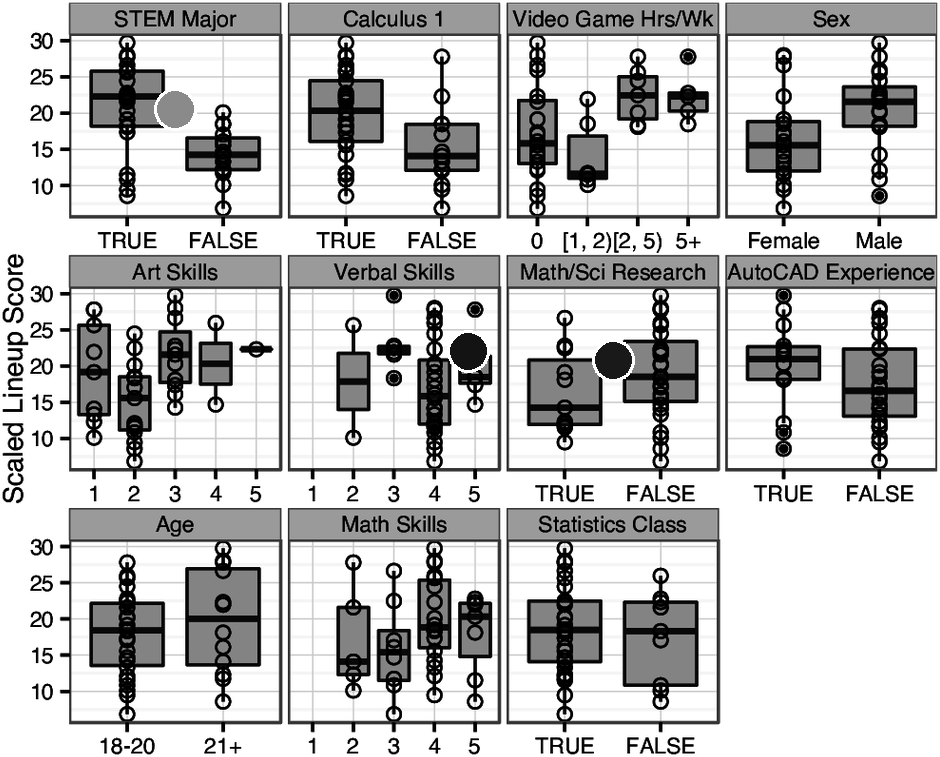 STEM Major Calculus 1 Video Game Hrs/Wk Sex
30
25
20
15
10
TRUE FALSE TRUE FALSE 0 [1, 2) [2, 5) 5+ Female Male
Scaled Lineup Score
Art Skills Verbal Skills Math/Sci Research AutoCAD Experience
30
25
20
15
10
1 2 3 4 5 1 2 3 4 5 TRUE FALSE TRUE FALSE
Age Math Skills Statistics Class
30
25
20
15
10
18-20 21+ 1 2 3 4 5 TRUE FALSE